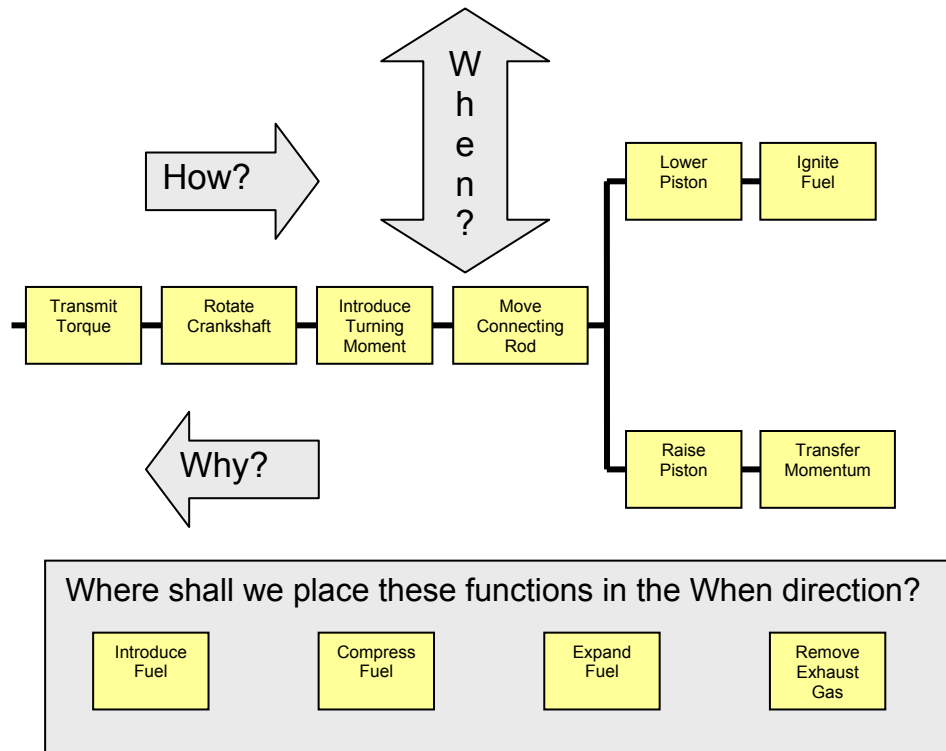 W
h
e
n
?
How?
Lower
Piston
Ignite
Fuel
Transmit
Torque
Rotate
Crankshaft
Introduce
Turning
Moment
Move
Connecting
Rod
Why?
Raise
Piston
Transfer
Momentum
Where shall we place these functions in the When direction?
Introduce
Fuel
Compress
Fuel
Expand
Fuel
Remove
Exhaust
Gas